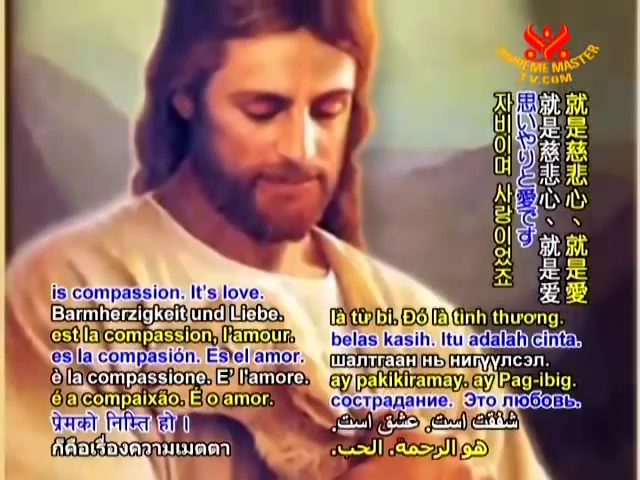 SUPREME MASTER
TV.COM
就是慈悲心、就是愛
就是慈悲心、就是爱
思いやりと愛です
자비이며 사랑이었죠
is compassion. It's love.
Barmherzigkeit und Liebe.
est la compassion, l'amour.
es la compasión. Es el amor.
è la compassione. E' l'amore.
é a compaixão. É o amor.
प्रेमको निम्ति हो ।
ก็คือเรื่องความเมตตา
là từ bi. Đó là tình thương.
belas kasih. Itu adalah cinta.
шалтгаан нь нигүүлсэл.
ay pakikiramay. ay Pag-ibig.
сострадание. Это любовь.
شفقت است. عشق است.
هو الرحمة. الحب.